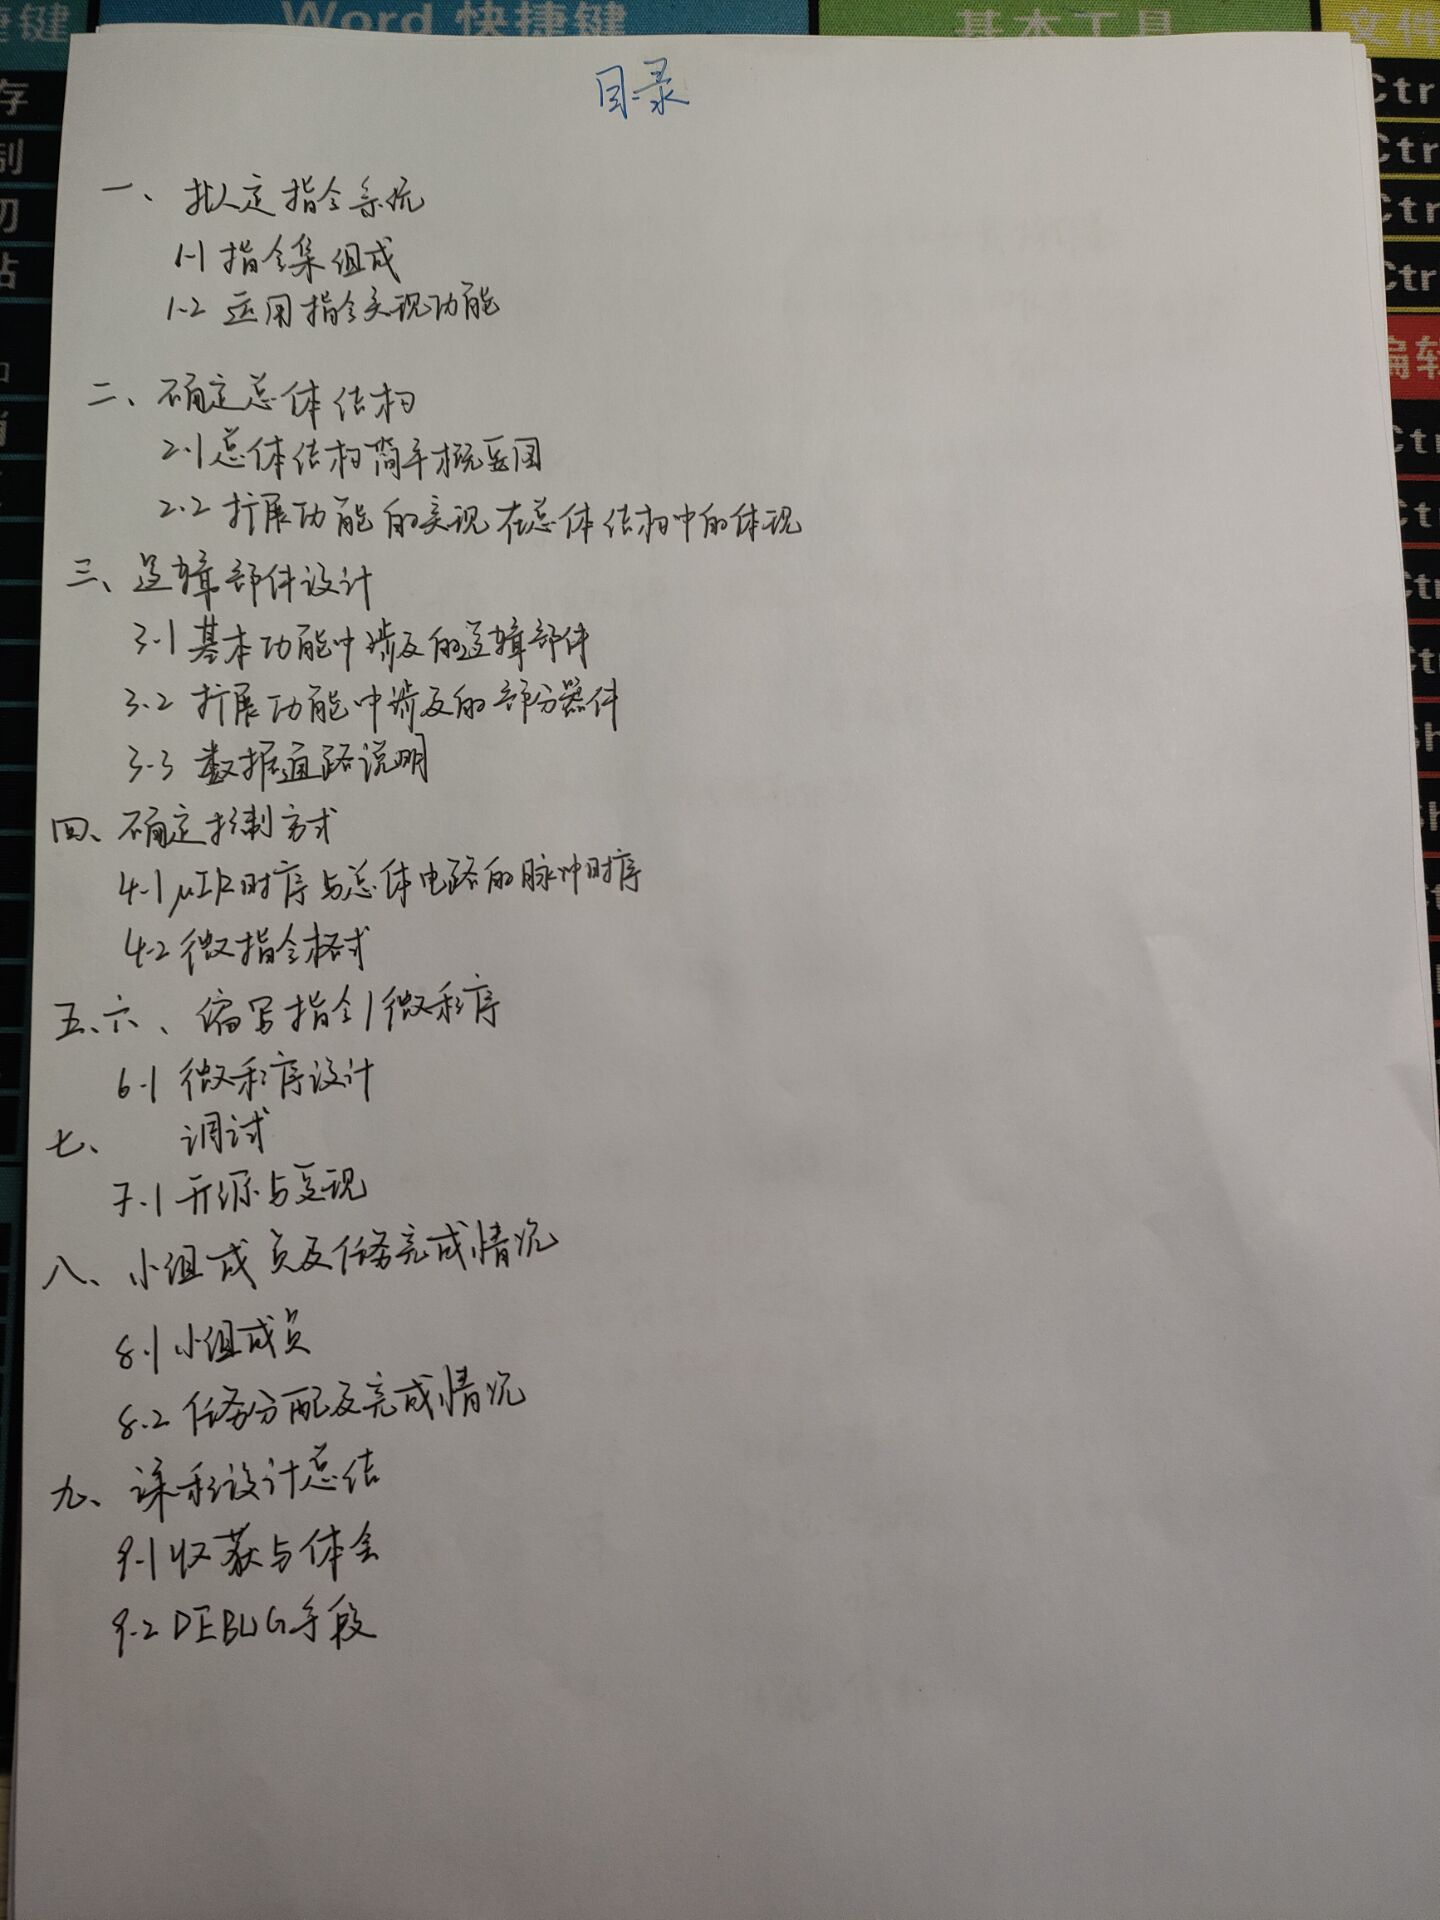 捷键 Word 快捷键 基本工具 文件
存
制
切
帖
Ctr
Ctr
Ctr
Ctr
编辑
目录
一、拟定指令系统
1-1 指令集组成
1-2 运用指令实现功能
二、确定总体结构
2-1 总体结构简单概要图
2-2 扩展功能的实现在总体结构中的体现
三、逻辑部件设计
3-1 基本功能中涉及的逻辑部件
3-2 扩展功能中涉及的部分器件
3-3 数据通路说明
四、确定控制方式
4-1 μIR时序与总体电路的脉冲时序
4-2 微指令格式
五、六、编写指令/微程序
6-1 微程序设计
七、 调试
7-1 开源与复现
八、小组成员及任务完成情况
8-1 小组成员
8.2 任务分配及完成情况
九、课程设计总结
9-1 收获与体会
9-2 DEBUG手段